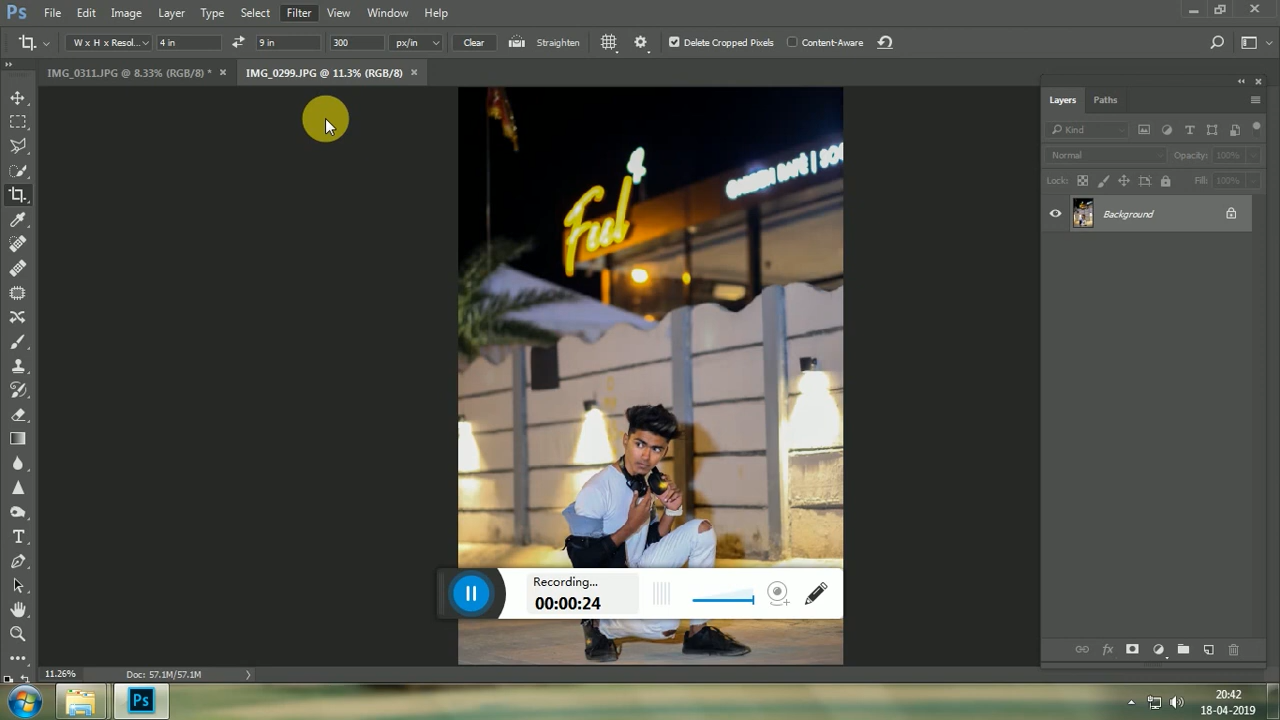 Ps File Edit Image Layer Type Select Filter View Window Help
W x H x Resol... 4 in 9 in 300 px/in Clear Straighten Delete Cropped Pixels Content-Aware
IMG_0311.JPG @ 8.33% (RGB/8) * × IMG_0299.JPG @ 11.3% (RGB/8) ×
Layers Paths
Kind
Normal Opacity: 100%
Lock: Fill: 100%
Background
Ful
4
Recording...
00:00:24
11.26% Doc: 57.1M/57.1M
Ps
20:42
18-04-2019